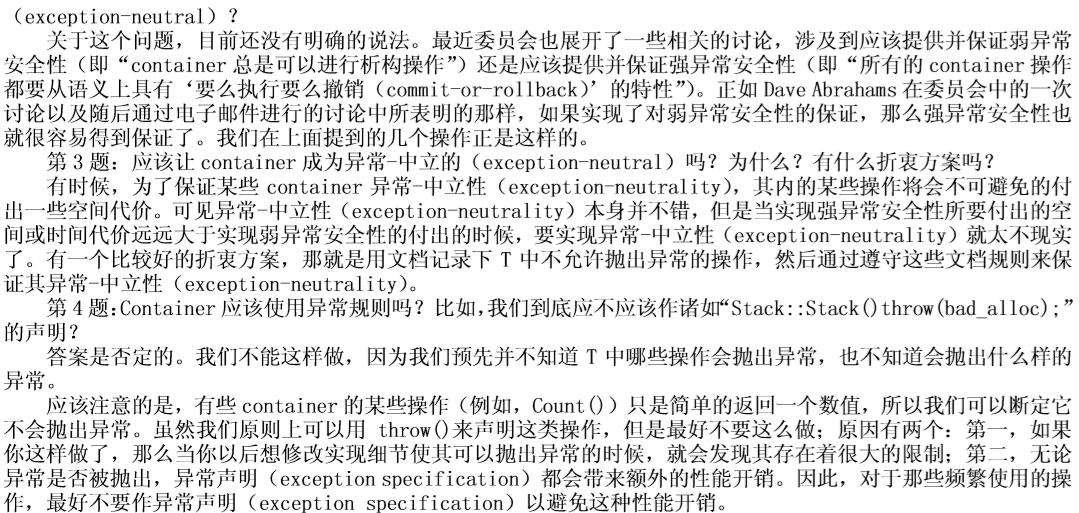 （exception-neutral）？
关于这个问题，目前还没有明确的说法。最近委员会也展开了一些相关的讨论，涉及到应该提供并保证弱异常
安全性（即“container 总是可以进行析构操作”）还是应该提供并保证强异常安全性（即“所有的 container 操作
都要从语义上具有‘要么执行要么撤销（commit-or-rollback）’的特性”）。正如 Dave Abrahams 在委员会中的一次
讨论以及随后通过电子邮件进行的讨论中所表明的那样，如果实现了对弱异常安全性的保证，那么强异常安全性也
就很容易得到保证了。我们在上面提到的几个操作正是这样的。
第 3 题：应该让 container 成为异常-中立的（exception-neutral）吗？为什么？有什么折衷方案吗？
有时候，为了保证某些 container 异常-中立性（exception-neutrality），其内的某些操作将会不可避免的付
出一些空间代价。可见异常-中立性（exception-neutrality）本身并不错，但是当实现强异常安全性所要付出的空
间或时间代价远远大于实现弱异常安全性的付出的时候，要实现异常-中立性（exception-neutrality）就太不现实
了。有一个比较好的折衷方案，那就是用文档记录下 T 中不允许抛出异常的操作，然后通过遵守这些文档规则来保
证其异常-中立性（exception-neutrality）。
第 4 题：Container 应该使用异常规则吗？比如，我们到底应不应该作诸如“Stack::Stack()throw(bad_alloc);”
的声明？
答案是否定的。我们不能这样做，因为我们预先并不知道 T 中哪些操作会抛出异常，也不知道会抛出什么样的
异常。
应该注意的是，有些 container 的某些操作（例如，Count()）只是简单的返回一个数值，所以我们可以断定它
不会抛出异常。虽然我们原则上可以用 throw()来声明这类操作，但是最好不要这么做；原因有两个：第一，如果
你这样做了，那么当你以后想修改实现细节使其可以抛出异常的时候，就会发现其存在着很大的限制；第二，无论
异常是否被抛出，异常声明（exception specification）都会带来额外的性能开销。因此，对于那些频繁使用的操
作，最好不要作异常声明（exception specification）以避免这种性能开销。